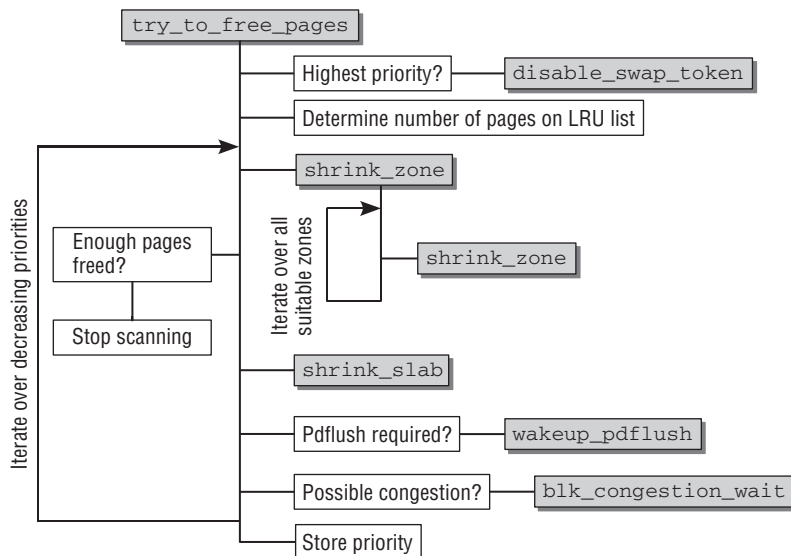 try_to_free_pages
Highest priority?
disable_swap_token
Determine number of pages on LRU list
Iterate over decreasing priorities
shrink_zone
Enough pages
freed?
Iterate over all
suitable zones
shrink_zone
Stop scanning
shrink_slab
Pdflush required?
wakeup_pdflush
Possible congestion?
blk_congestion_wait
Store priority